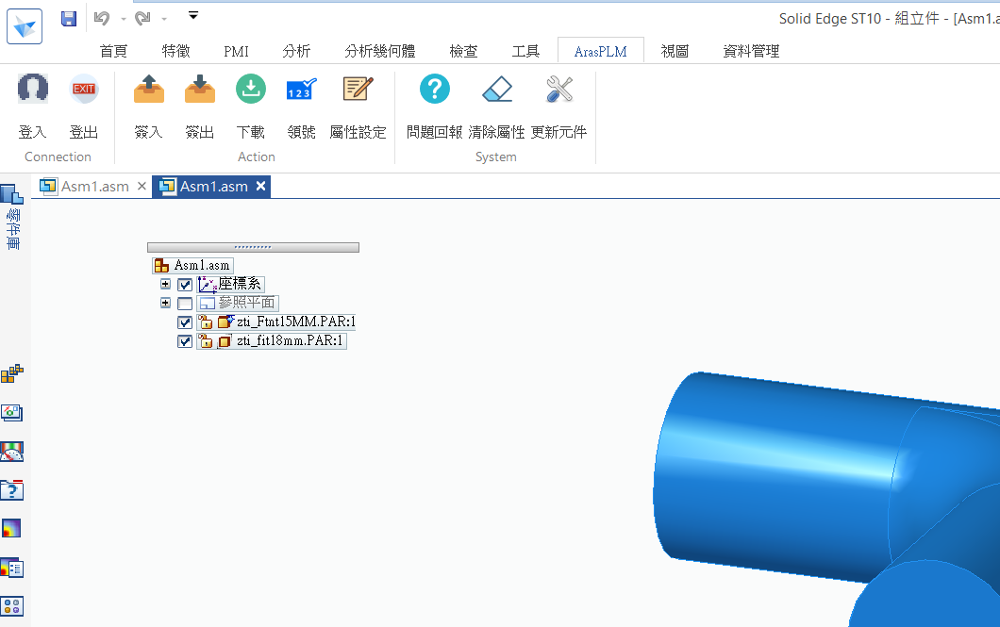 Solid Edge ST10 - 組立件 - [Asm1.a
首頁 特徵 PMI 分析 分析幾何體 檢查 工具 ArasPLM 視圖 資料管理
EXIT 123
登入 登出 簽入 簽出 下載 領號 屬性設定 問題回報 清除屬性 更新元件
Connection Action System
Asm1.asm Asm1.asm
零件庫
Asm1.asm
座標系
參照平面
zti_Ftnt15MM.PAR:1
zti_fit18mm.PAR:1